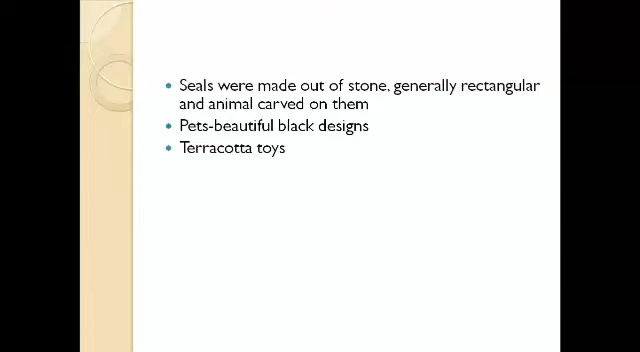 Seals were made out of stone, generally rectangular
and animal carved on them
Pets-beautiful black designs
Terracotta toys